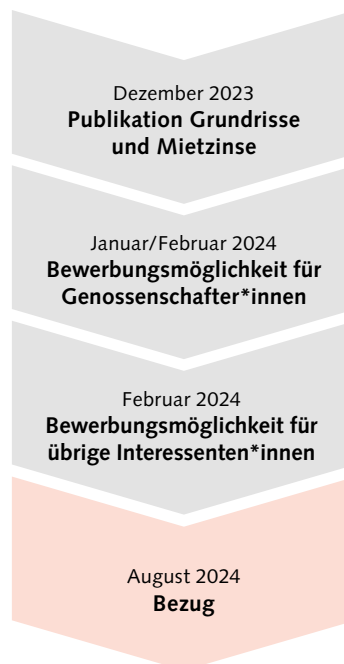 Dezember 2023
Publikation Grundrisse
und Mietzinse
Januar/Februar 2024
Bewerbungsmöglichkeit für
Genossenschafter*innen
Februar 2024
Bewerbungsmöglichkeit für
übrige Interessenten*innen
August 2024
Bezug